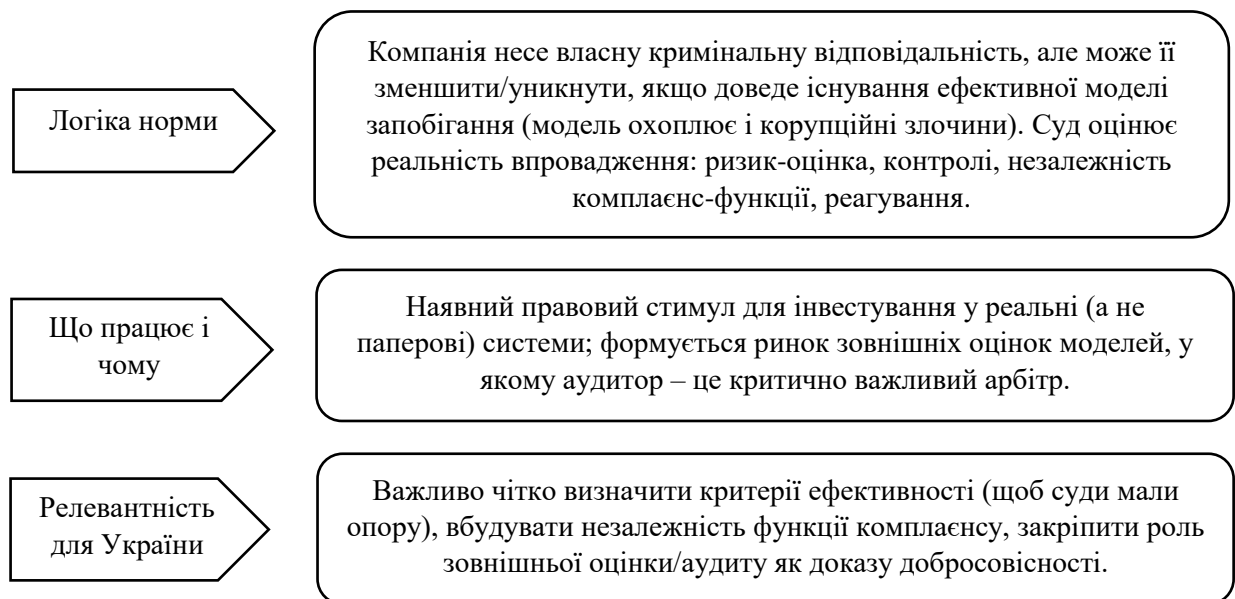 Логіка норми
Компанія несе власну кримінальну відповідальність, але може її
зменшити/уникнути, якщо доведе існування ефективної моделі
запобігання (модель охоплює і корупційні злочини). Суд оцінює
реальність впровадження: ризик-оцінка, контролі, незалежність
комплаєнс-функції, реагування.
Що працює і
чому
Наявний правовий стимул для інвестування у реальні (а не
паперові) системи; формується ринок зовнішніх оцінок моделей, у
якому аудитор – це критично важливий арбітр.
Релевантність
для України
Важливо чітко визначити критерії ефективності (щоб суди мали
опору), вбудувати незалежність функції комплаєнсу, закріпити роль
зовнішньої оцінки/аудиту як доказу добросовісності.